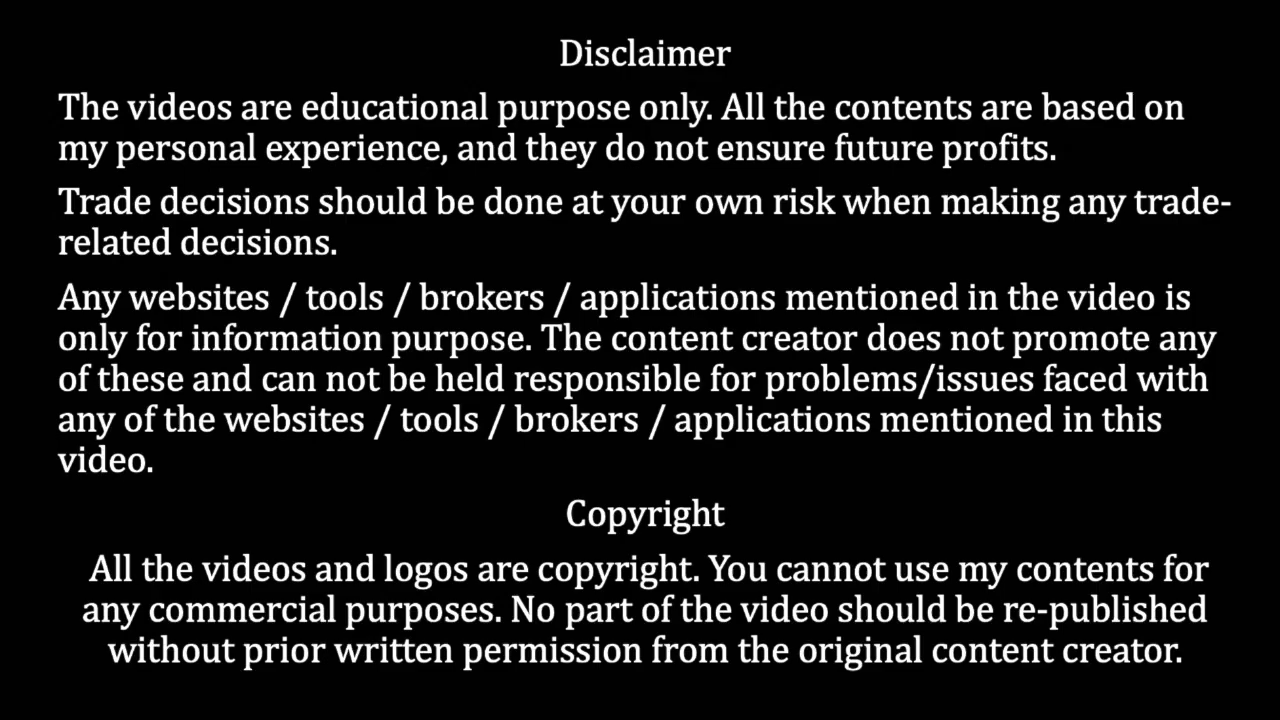 Disclaimer
The videos are educational purpose only. All the contents are based on
my personal experience, and they do not ensure future profits.
Trade decisions should be done at your own risk when making any trade-
related decisions.
Any websites / tools / brokers / applications mentioned in the video is
only for information purpose. The content creator does not promote any
of these and can not be held responsible for problems/issues faced with
any of the websites / tools / brokers / applications mentioned in this
video.
Copyright
All the videos and logos are copyright. You cannot use my contents for
any commercial purposes. No part of the video should be re-published
without prior written permission from the original content creator.